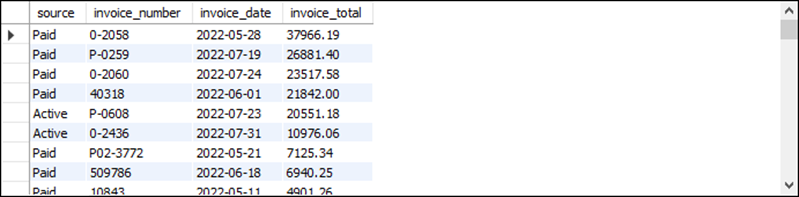 source invoice_number invoice_date invoice_total
Paid 0-2058 2022-05-28 37966.19
Paid P-0259 2022-07-19 26881.40
Paid 0-2060 2022-07-24 23517.58
Paid 40318 2022-06-01 21842.00
Active P-0608 2022-07-23 20551.18
Active 0-2436 2022-07-31 10976.06
Paid P02-3772 2022-05-21 7125.34
Paid 509786 2022-06-18 6940.25
Paid 10843 2022-05-11 4901.26